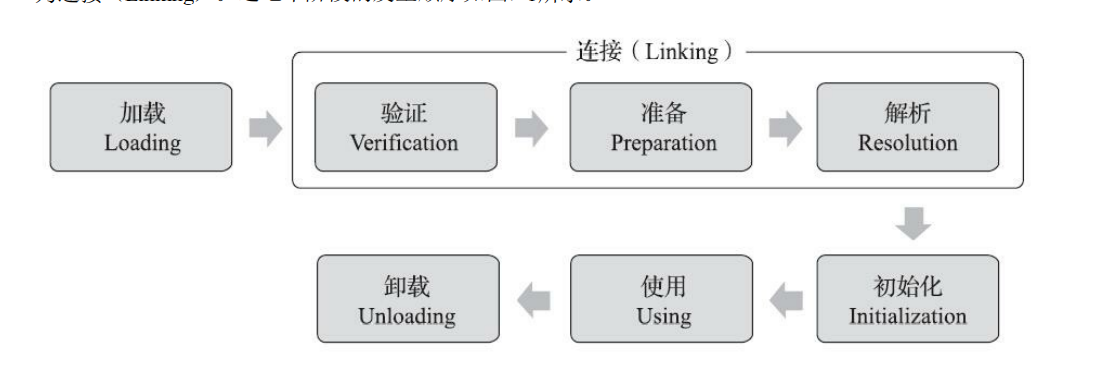 连接（Linking）
加载
Loading
验证
Verification
准备
Preparation
解析
Resolution
卸载
Unloading
使用
Using
初始化
Initialization